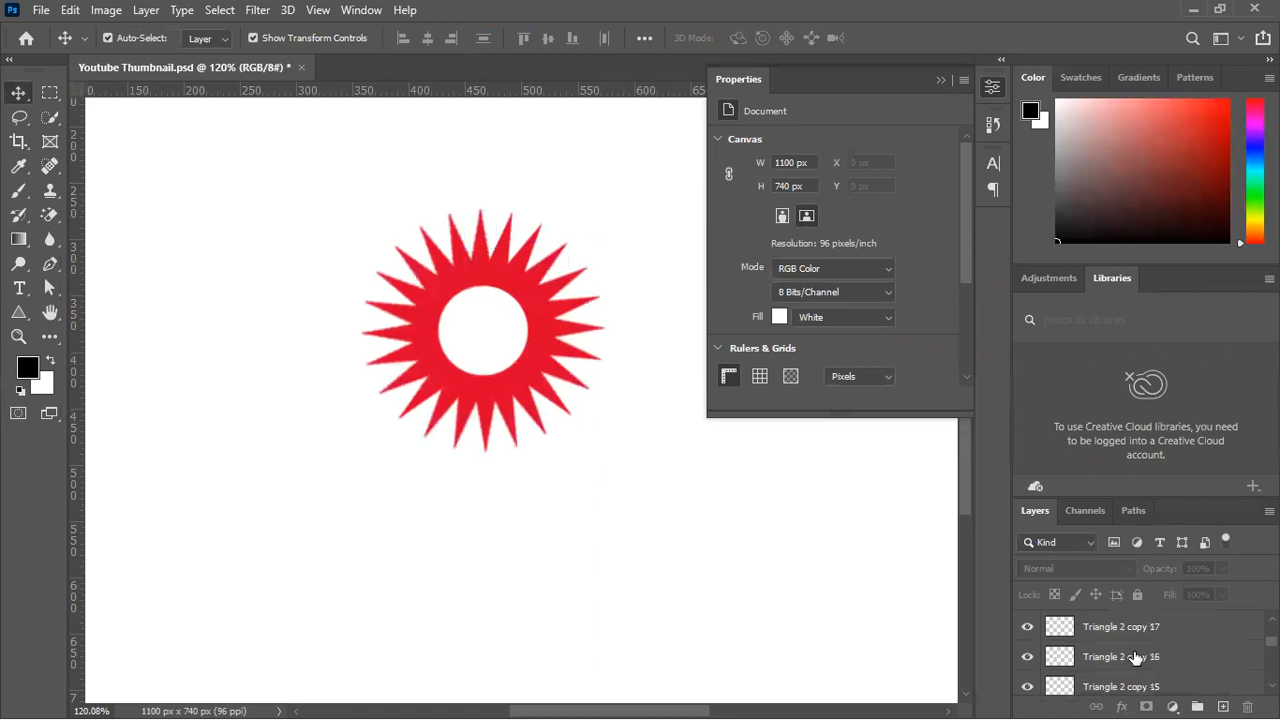 Ps File Edit Image Layer Type Select Filter 3D View Window Help
Auto-Select: Layer Show Transform Controls 3D Mode:
Youtube Thumbnail.psd @ 120% (RGB/8#) *
150 200 250 300 350 400 450 500 550 600 65
0
200
250
300
350
400
450
500
550
600
650
7
Properties
Document
Canvas
W 1100 px X 0 px
H 740 px Y 0 px
Resolution: 96 pixels/inch
Mode RGB Color
8 Bits/Channel
Fill White
Rulers & Grids
Pixels
Color Swatches Gradients Patterns
Adjustments Libraries
Search all libraries
To use Creative Cloud libraries, you
need to be logged into a Creative Cloud
account.
Layers Channels Paths
Kind
Normal Opacity: 100%
Lock: Fill: 100%
Triangle 2 copy 17
Triangle 2 copy 16
Triangle 2 copy 15
120.08% 1100 px x 740 px (96 ppi)